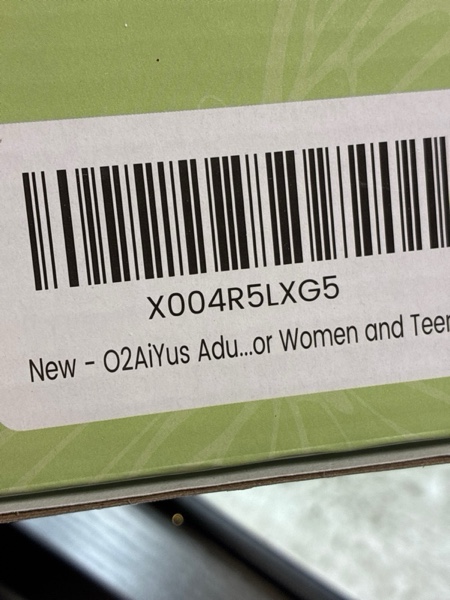 X004R5LXG5
New - O2AiYus Adu...or Women and Teen